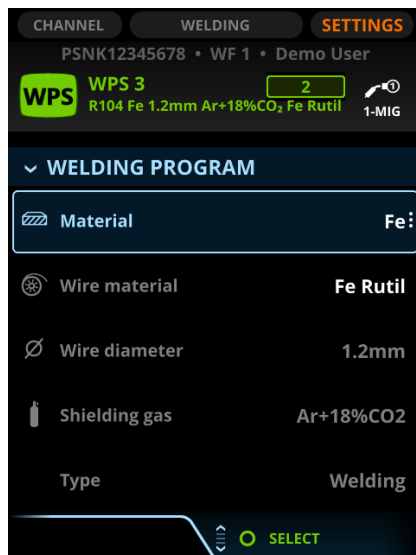 CHANNEL WELDING SETTINGS
PSNK12345678 • WF 1 • Demo User
WPS WPS 3 2
R104 Fe 1.2mm Ar+18%CO₂ Fe Rutil
1
1-MIG
WELDING PROGRAM
Material Fe
Wire material Fe Rutil
Wire diameter 1.2mm
Shielding gas Ar+18%CO2
Type Welding
SELECT